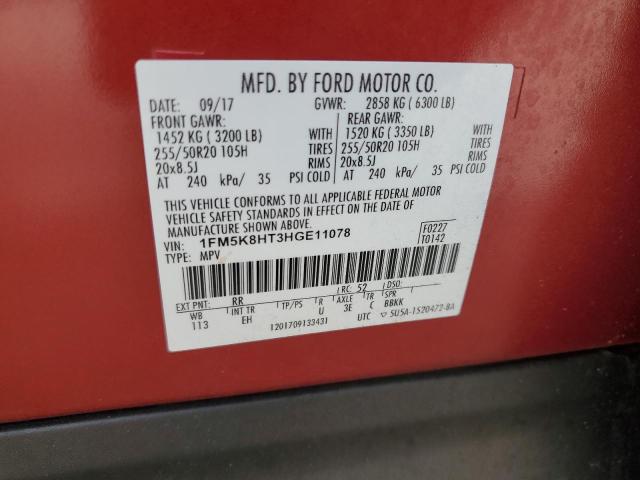 MFD. BY FORD MOTOR CO.
DATE: 09/17 GVWR: 2858 KG ( 6300 LB)
FRONT GAWR: REAR GAWR:
1452 KG ( 3200 LB) WITH 1520 KG ( 3350 LB) WITH
255/50R20 105H TIRES 255/50R20 105H TIRES
20x8.5J RIMS 20x8.5J RIMS
AT 240 kPa/ 35 PSI COLD AT 240 kPa/ 35 PSI COLD
THIS VEHICLE CONFORMS TO ALL APPLICABLE FEDERAL MOTOR
VEHICLE SAFETY STANDARDS IN EFFECT ON THE DATE OF
MANUFACTURE SHOWN ABOVE.
VIN: 1FM5K8HT3HGE11078 F0227
TYPE: MPV T0142
EXT PNT: RR RC: 52 DSO:
WB INT TR TP/PS R AXLE TR SPR
113 EH U 3E C BBKK
1201709133431 UTC ▽ 5U5A-1520472-BA